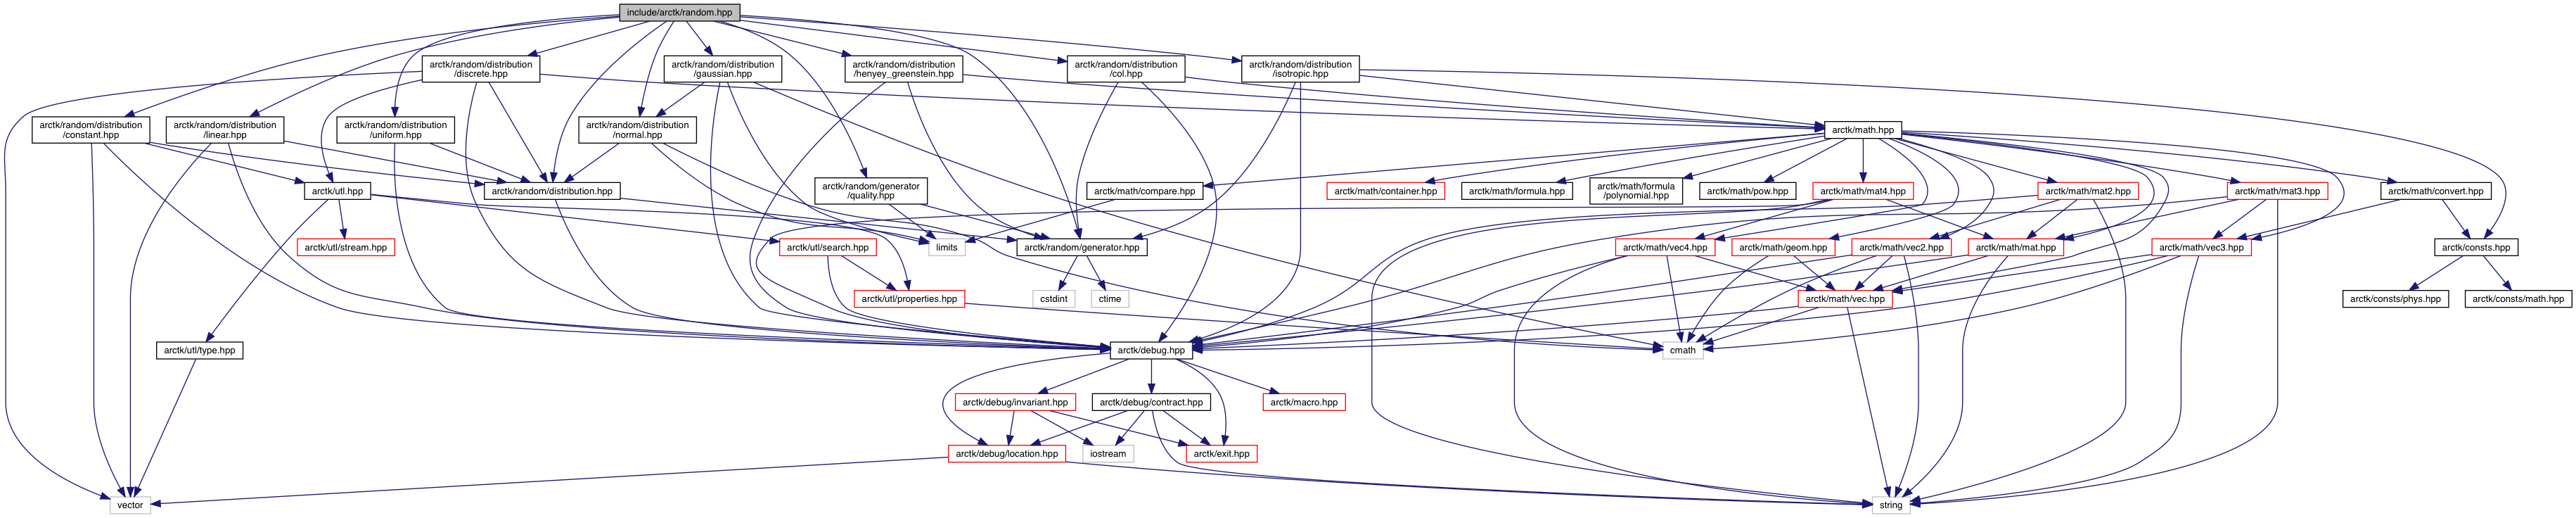 include/arctk/random.hpp
arctk/random/distribution
/discrete.hpp
arctk/random/distribution
/gaussian.hpp
arctk/random/distribution
/henyey_greenstein.hpp
arctk/random/distribution
/col.hpp
arctk/random/distribution
/isotropic.hpp
arctk/random/distribution
/constant.hpp
arctk/random/distribution
/linear.hpp
arctk/random/distribution
/uniform.hpp
arctk/random/distribution
/normal.hpp
arctk/math.hpp
arctk/utl.hpp
arctk/random/distribution.hpp
arctk/random/generator
/quality.hpp
arctk/math/compare.hpp
arctk/math/container.hpp
arctk/math/formula.hpp
arctk/math/formula
/polynomial.hpp
arctk/math/pow.hpp
arctk/math/mat4.hpp
arctk/math/mat2.hpp
arctk/math/mat3.hpp
arctk/math/convert.hpp
arctk/utl/stream.hpp
arctk/utl/search.hpp
limits
arctk/random/generator.hpp
arctk/math/vec4.hpp
arctk/math/geom.hpp
arctk/math/vec2.hpp
arctk/math/mat.hpp
arctk/math/vec3.hpp
arctk/consts.hpp
arctk/utl/properties.hpp
cstdint
ctime
arctk/math/vec.hpp
arctk/consts/phys.hpp
arctk/consts/math.hpp
arctk/utl/type.hpp
arctk/debug.hpp
cmath
arctk/debug/invariant.hpp
arctk/debug/contract.hpp
arctk/macro.hpp
arctk/debug/location.hpp
iostream
arctk/exit.hpp
vector
string